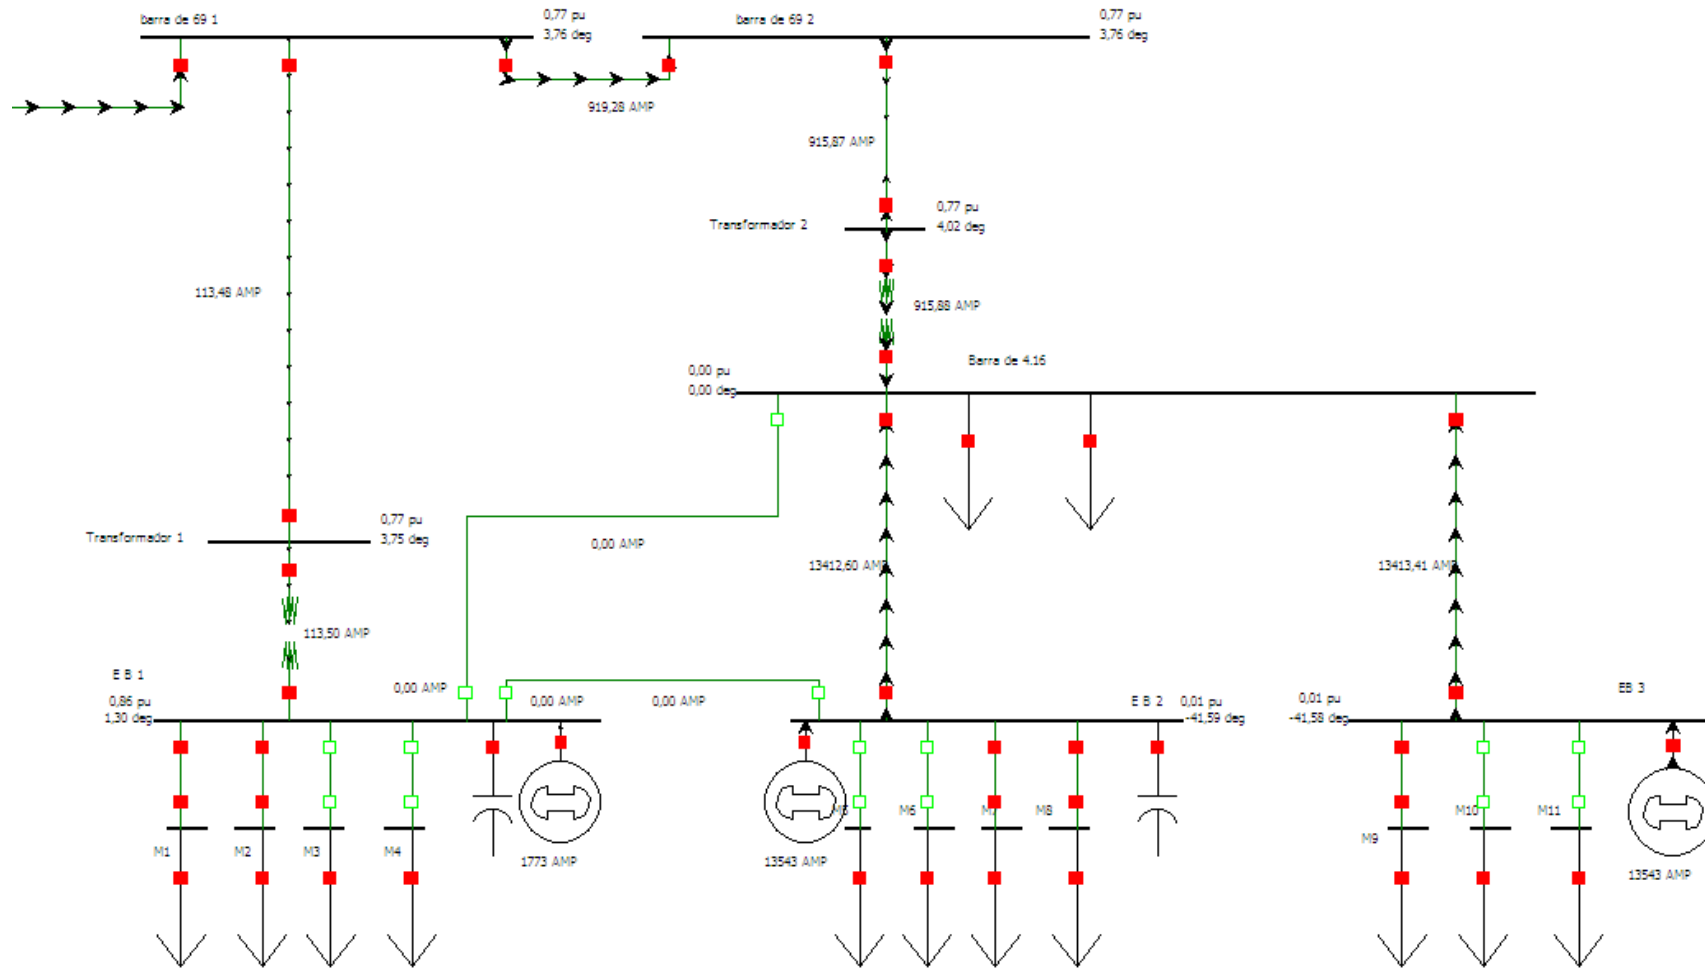 barra de 69 1
0,77 pu
3,76 deg
barra de 69 2
0,77 pu
3,76 deg
919,28 AMP
915,87 AMP
Transformador 2
0,77 pu
4,02 deg
113,48 AMP
915,88 AMP
Barra de 4.16
0,00 pu
0,00 deg
Transformador 1
0,77 pu
3,75 deg
0,00 AMP
13412,60 AMP
13413,41 AMP
113,50 AMP
E B 1
0,86 pu
1,30 deg
0,00 AMP
0,00 AMP
0,00 AMP
E B 2
0,01 pu
-41,59 deg
0,01 pu
-41,58 deg
EB 3
M1
M2
M3
M4
M5
M6
M7
M8
M9
M10
M11
1773 AMP
13543 AMP
13543 AMP